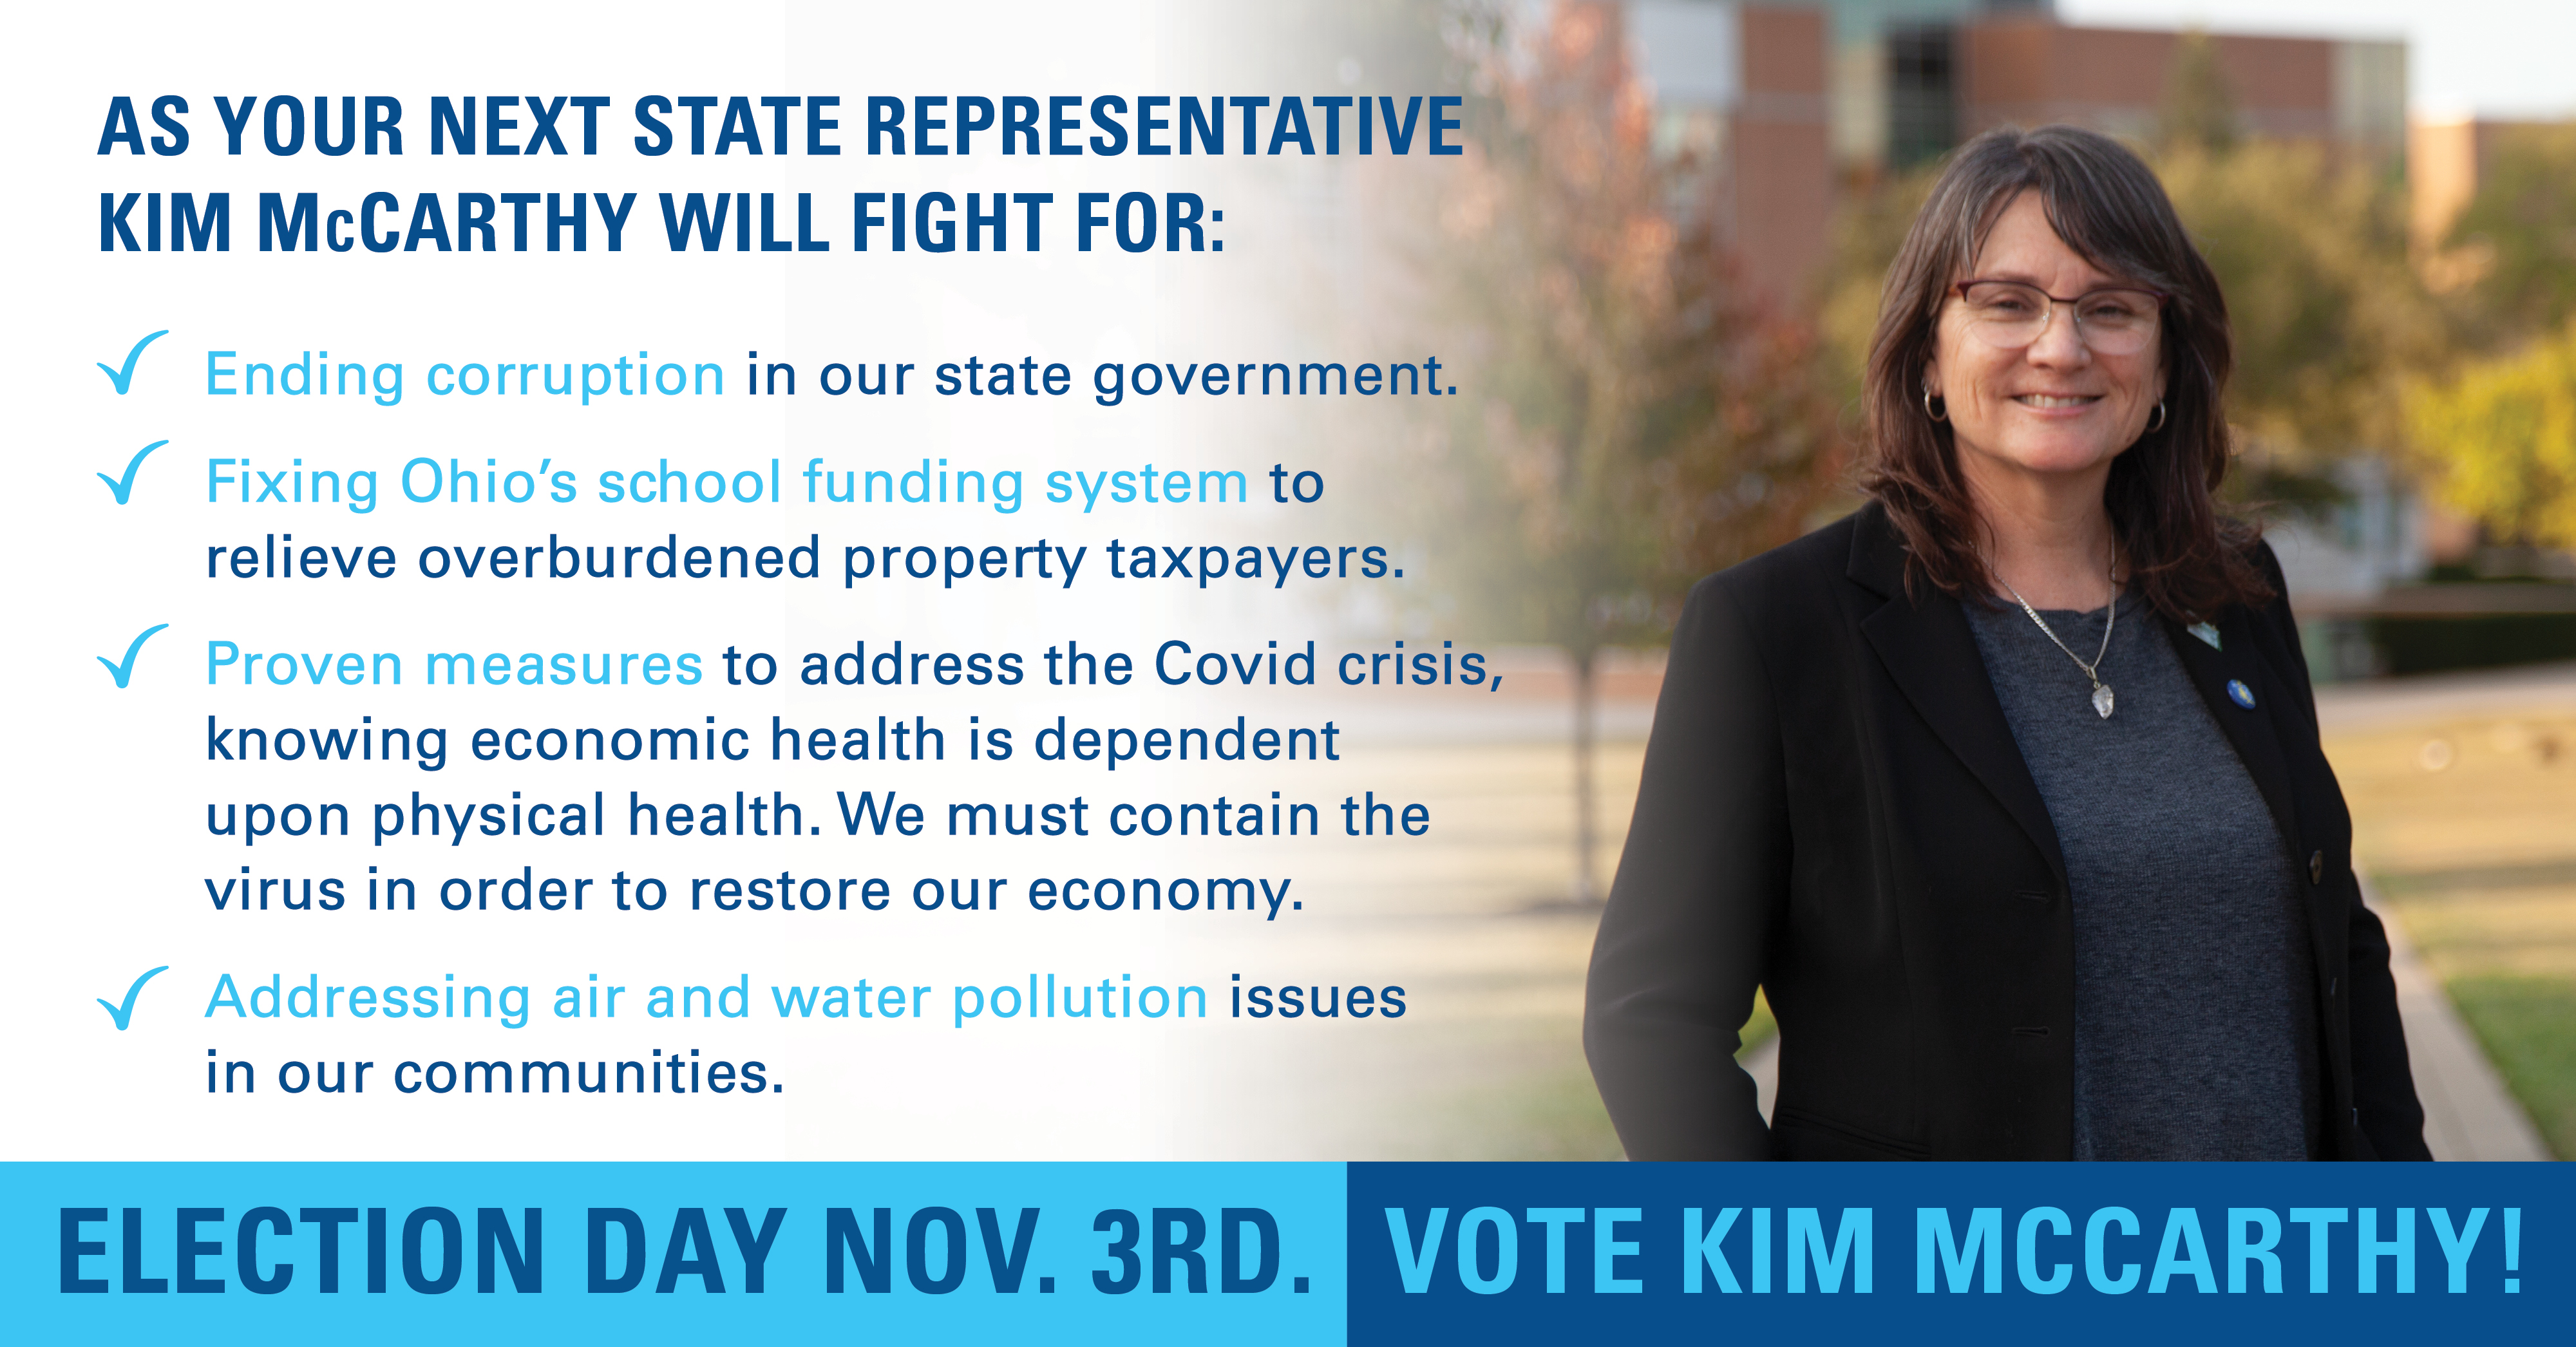 AS YOUR NEXT STATE REPRESENTATIVE
KIM McCARTHY WILL FIGHT FOR:
Ending corruption in our state government.
Fixing Ohio’s school funding system to
relieve overburdened property taxpayers.
Proven measures to address the Covid crisis,
knowing economic health is dependent
upon physical health. We must contain the
virus in order to restore our economy.
Addressing air and water pollution issues
in our communities.
ELECTION DAY NOV. 3RD. VOTE KIM MCCARTHY!